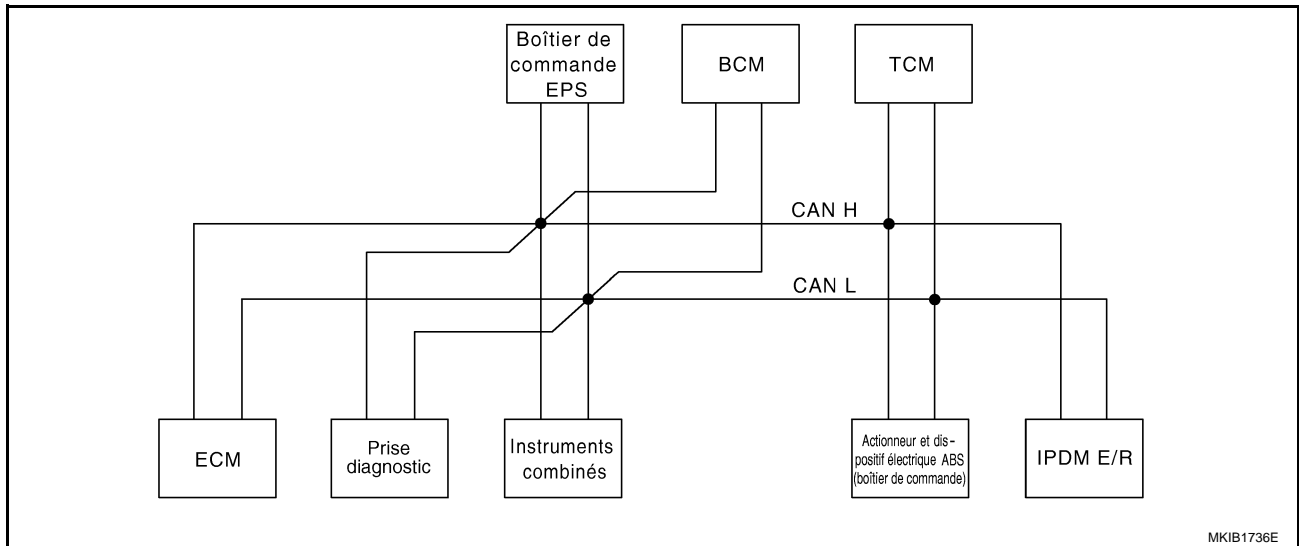 Boîtier de
commande
EPS
BCM
TCM
CAN H
CAN L
ECM
Prise
diagnostic
Instruments
combinés
Actionneur et dis-
positif électrique ABS
(boîtier de commande)
IPDM E/R
MKIB1736E